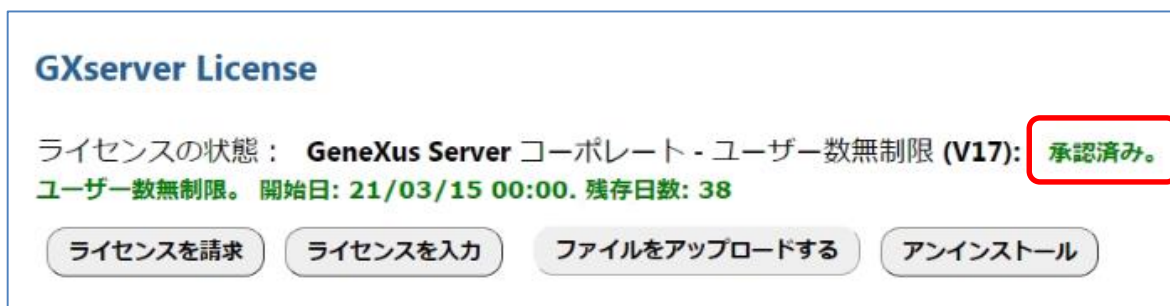 GXserver License
ライセンスの状態： GeneXus Server コーポレート - ユーザー数無制限 (V17): 承認済み。
ユーザー数無制限。 開始日: 21/03/15 00:00. 残存日数: 38
ライセンスを請求 ライセンスを入力 ファイルをアップロードする アンインストール